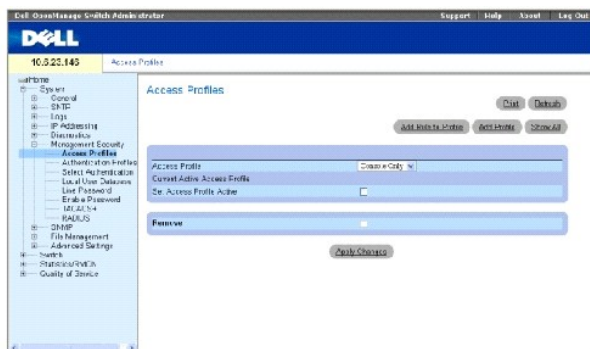 Dell OpenManage Switch Administrator
Support Help About Log Out
DELL
10.6.23.146
Access Profiles
Home
System
General
SNTP
Logs
IP Addressing
Diagnostics
Management Security
Access Profiles
Authentication Profiles
Select Authentication
Local User Database
Line Password
Enable Password
TACACS+
RADIUS
SNMP
File Management
Advanced Settings
Switch
Statistics/RMON
Quality of Service
Access Profiles
Print Refresh
Add Rule to Profile Add Profile Show All
Access Profile Console Only
Current Active Access Profile
Set Access Profile Active
Remove
Apply Changes